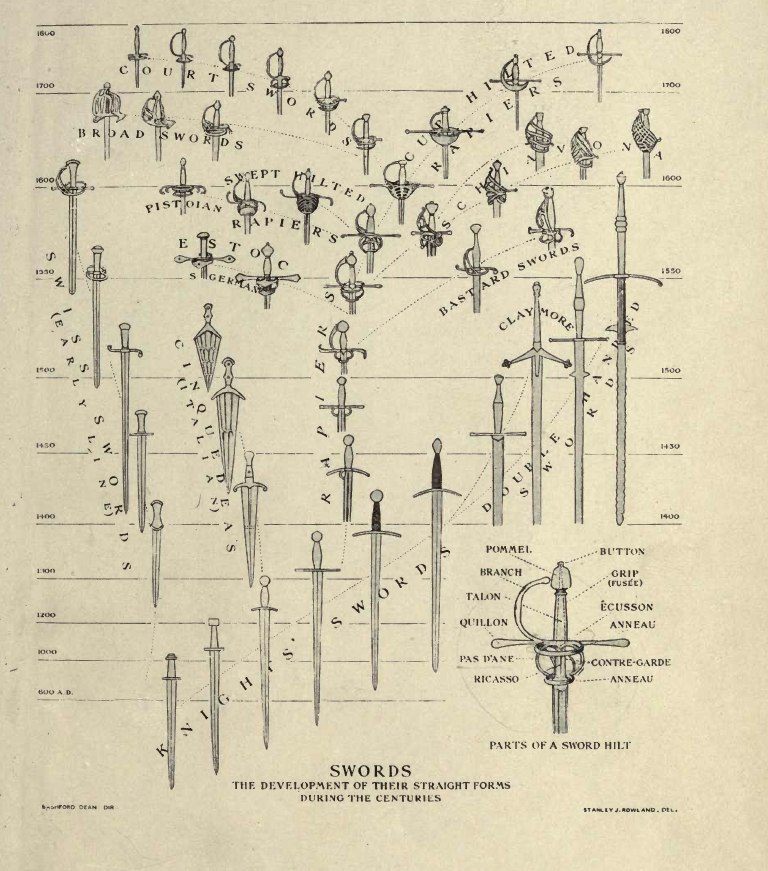 1800 1800
COURT SWORDS
CUP HILTED RAPIERS
1700 1700
BROAD SWORDS
SCHIAVONA
1600 1600
SWEPT HILTED
PISTOIAN
RAPIERS
ESTOC
S. GERMAN
BASTARD SWORDS
1550 1550
SWISS SWORDS
(EARLY S. LINE)
CINQUEDEAS
(ITALIAN)
RAPIERS
CLAYMORE
DOUBLE HANDED
SWORDS
1500 1500
1450 1450
1400 1400
1300
1200
1000
600 A.D.
KNIGHTS' SWORDS
POMMEL
BUTTON
BRANCH
GRIP
(FUSÉE)
TALON
ÉCUSSON
QUILLON
ANNEAU
PAS D'ANE
CONTRE-GARDE
RICASSO
ANNEAU
PARTS OF A SWORD HILT
SWORDS
THE DEVELOPMENT OF THEIR STRAIGHT FORMS
DURING THE CENTURIES
BASHFORD DEAN DIR.
STANLEY J. ROWLAND, DEL.